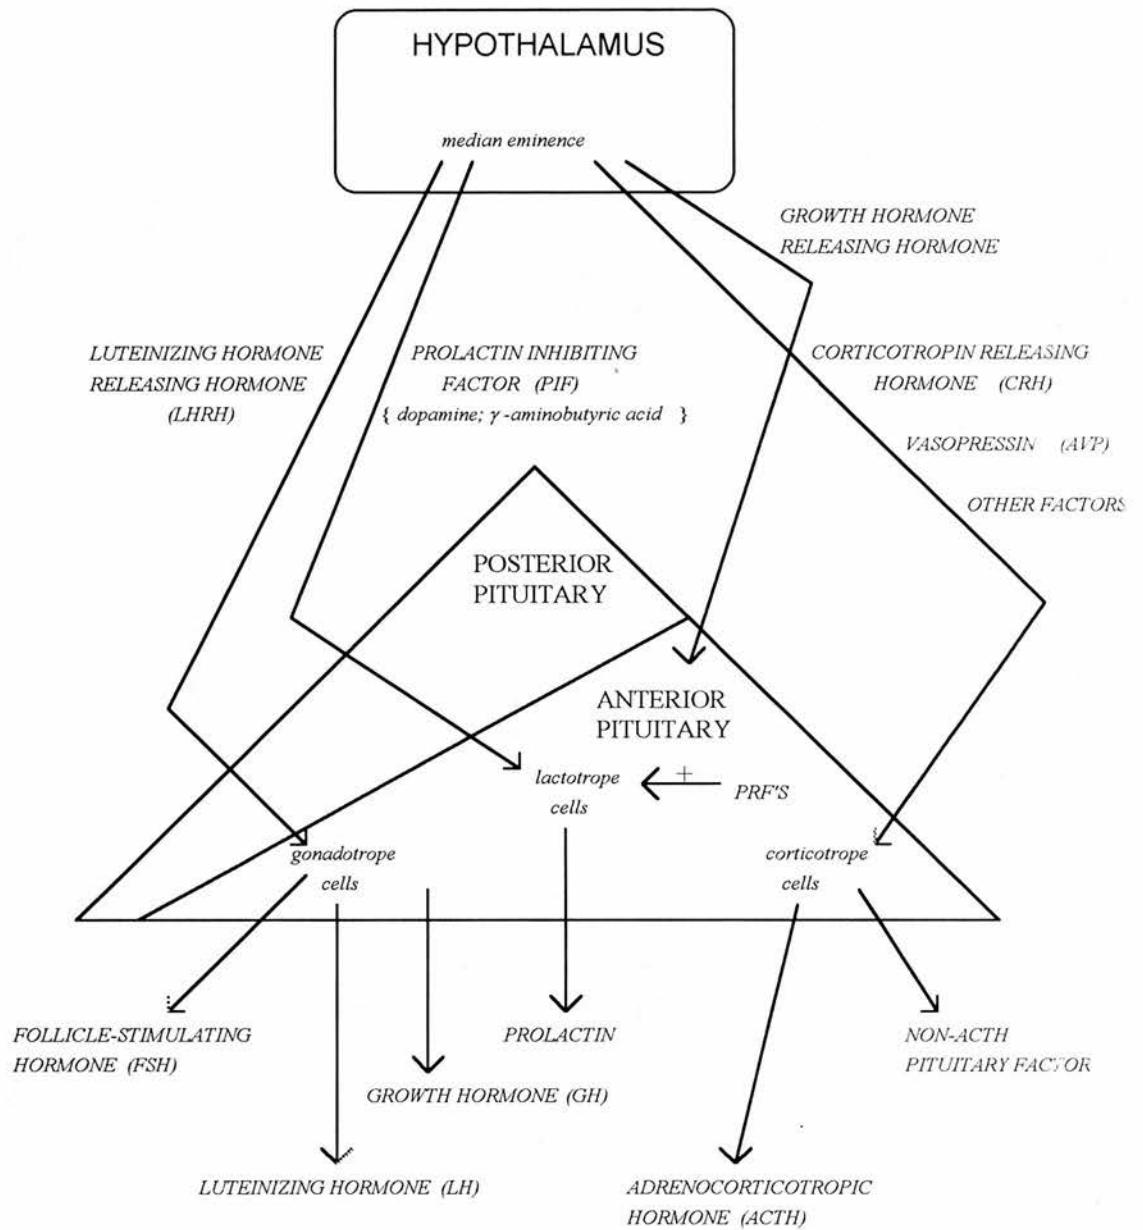 HYPOTHALAMUS
median eminence
GROWTH HORMONE
RELEASING HORMONE
LUTEINIZING HORMONE
RELEASING HORMONE
(LHRH)
PROLACTIN INHIBITING
FACTOR (PIF)
{ dopamine; γ-aminobutyric acid }
CORTICOTROPIN RELEASING
HORMONE (CRH)
VASOPRESSIN (AVP)
OTHER FACTORS
POSTERIOR
PITUITARY
ANTERIOR
PITUITARY
lactotrope
cells
+
PRF'S
gonadotrope
cells
corticotrope
cells
FOLLICLE-STIMULATING
HORMONE (FSH)
PROLACTIN
NON-ACTH
PITUITARY FACTOR
GROWTH HORMONE (GH)
LUTEINIZING HORMONE (LH)
ADRENOCORTICOTROPIC
HORMONE (ACTH)